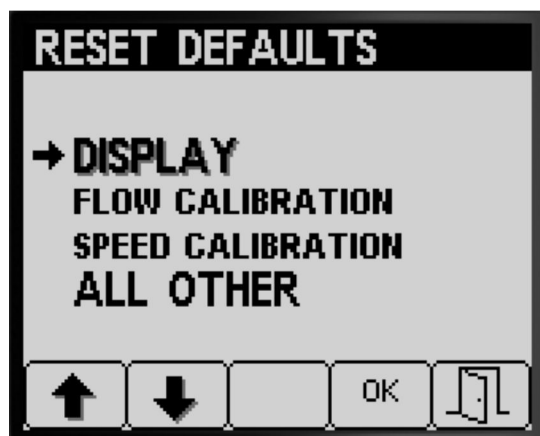 RESET DEFAULTS
DISPLAY
FLOW CALIBRATION
SPEED CALIBRATION
ALL OTHER
OK